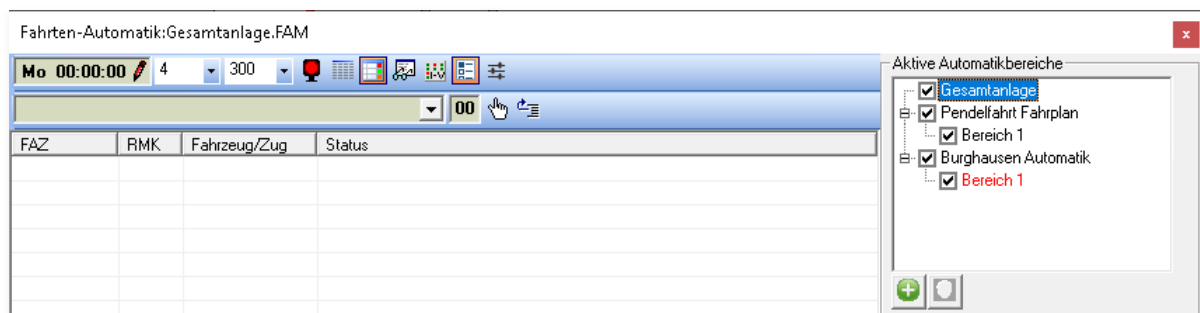 Fahrten-Automatik:Gesamtanlage.FAM
x
Mo 00:00:00 4 300
00
FAZ RMK Fahrzeug/Zug Status
Aktive Automatikbereiche
Gesamtanlage
Pendelfahrt Fahrplan
Bereich 1
Burghausen Automatik
Bereich 1